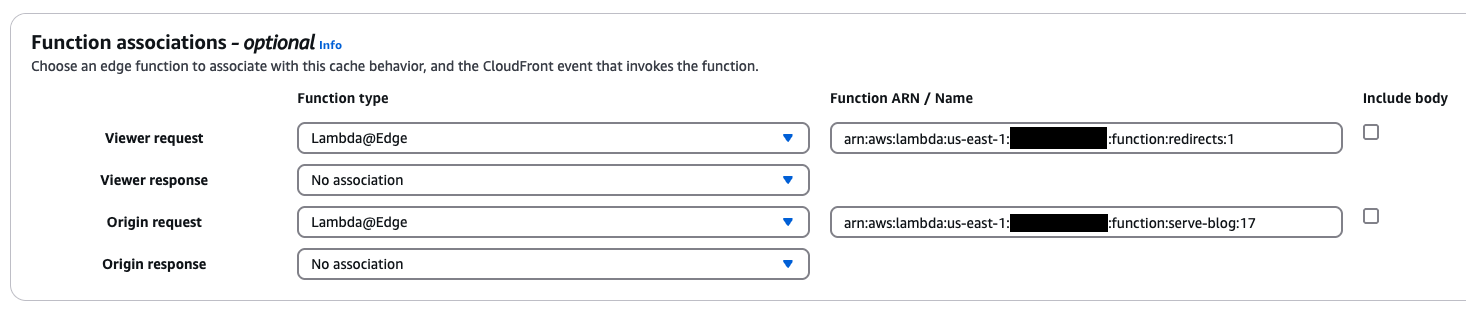 Function associations - optional Info
Choose an edge function to associate with this cache behavior, and the CloudFront event that invokes the function.
Function type Function ARN / Name Include body
Viewer request Lambda@Edge arn:aws:lambda:us-east-1: :function:redirects:1
Viewer response No association
Origin request Lambda@Edge arn:aws:lambda:us-east-1: :function:serve-blog:17
Origin response No association